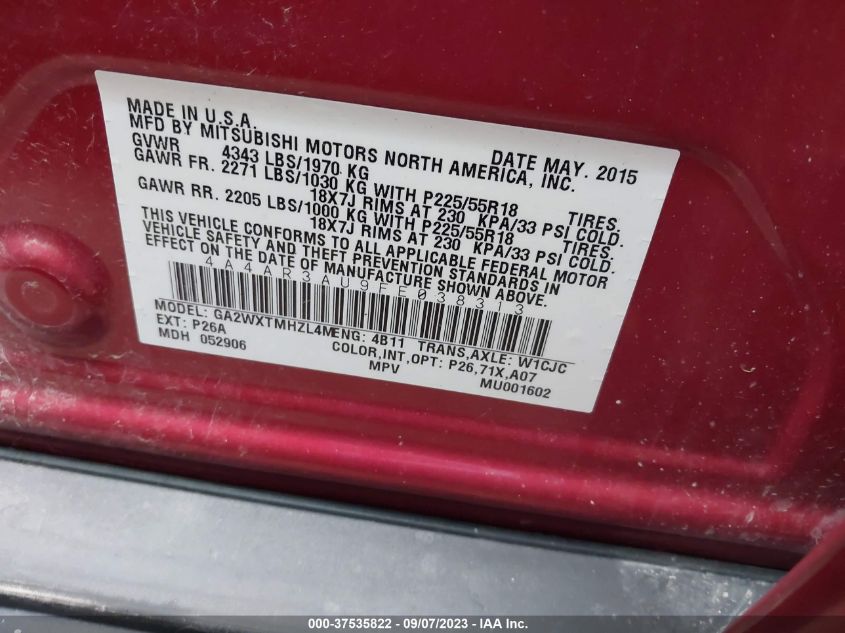 MADE IN U.S.A. DATE MAY. 2015
MFD BY MITSUBISHI MOTORS NORTH AMERICA, INC.
GVWR 4343 LBS/1970 KG
GAWR FR. 2271 LBS/1030 KG WITH P225/55R18 TIRES.
18X7J RIMS AT 230 KPA/33 PSI COLD.
GAWR RR. 2205 LBS/1000 KG WITH P225/55R18 TIRES.
18X7J RIMS AT 230 KPA/33 PSI COLD.
THIS VEHICLE CONFORMS TO ALL APPLICABLE FEDERAL MOTOR
VEHICLE SAFETY AND THEFT PREVENTION STANDARDS IN
EFFECT ON THE DATE OF MANUFACTURE SHOWN ABOVE.
4A4AR3AU9FE038313
MODEL: GA2WXTMHZL4M ENG: 4B11 TRANS,AXLE: W1CJC
EXT: P26A COLOR,INT,OPT: P26,71X,A07
MDH 052906 MPV MU001602
000-37535822 - 09/07/2023 - IAA Inc.